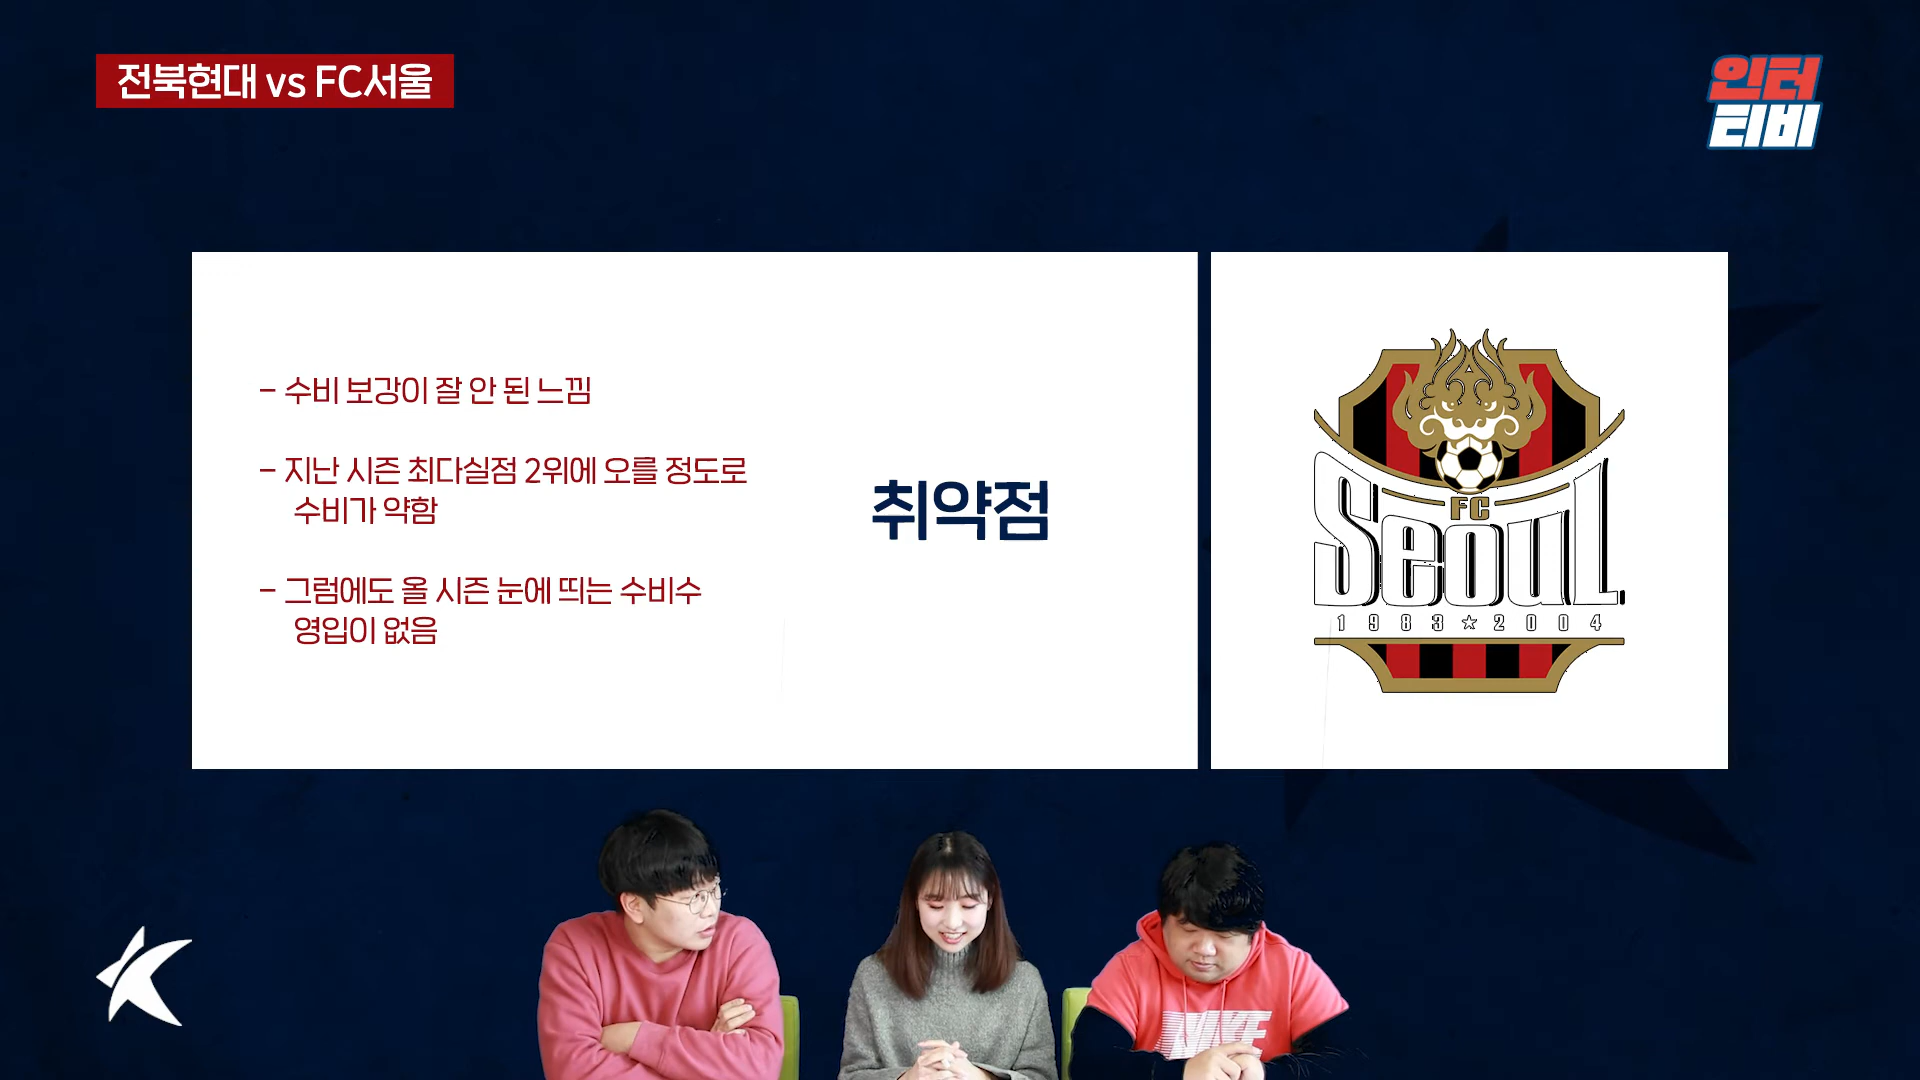 전북현대 vs FC서울
인터
티비
- 수비 보강이 잘 안 된 느낌
- 지난 시즌 최다실점 2위에 오를 정도로
수비가 약함
- 그럼에도 올 시즌 눈에 띄는 수비수
영입이 없음
취약점
FC
Seoul
1983☆2004
NIKE